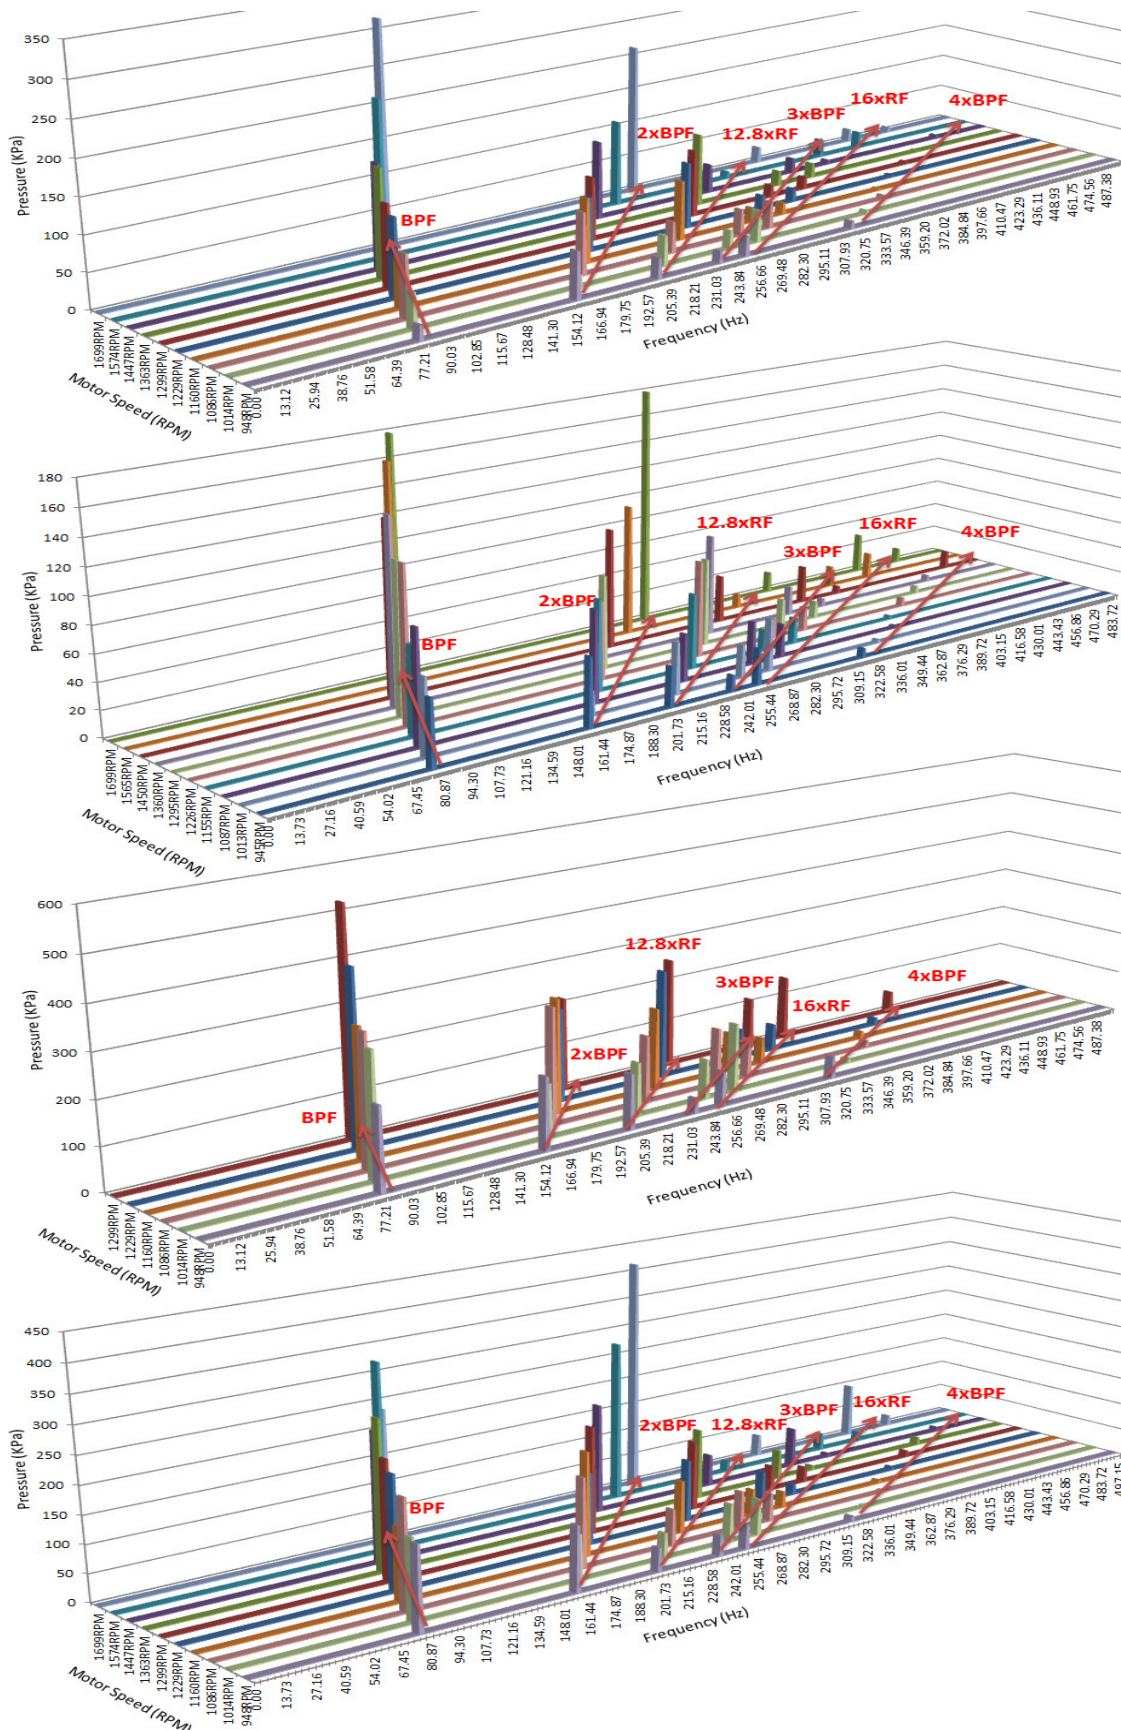 350
300
250
200
150
100
50
0
Pressure (KPa)
BPF
2xBPF
12.8xRF
3xBPF
16xRF
4xBPF
1699RPM
1574RPM
1447RPM
1363RPM
1299RPM
1229RPM
1160RPM
1086RPM
1014RPM
948RPM
Motor Speed (RPM)
0.00
13.12
25.94
38.76
51.58
64.39
77.21
90.03
102.85
115.67
128.48
141.30
154.12
166.94
179.75
192.57
205.39
218.21
231.03
243.84
256.66
269.48
282.30
295.11
307.93
320.75
333.57
346.39
359.20
372.02
384.84
397.66
410.47
423.29
436.11
448.93
461.75
474.56
487.38
Frequency (Hz)
180
160
140
120
100
80
60
40
20
0
Pressure (KPa)
BPF
2xBPF
12.8xRF
3xBPF
16xRF
4xBPF
1699RPM
1565RPM
1450RPM
1360RPM
1295RPM
1226RPM
1155RPM
1087RPM
1013RPM
945RPM
Motor Speed (RPM)
0.00
13.73
27.16
40.59
54.02
67.45
80.87
94.30
107.73
121.16
134.59
148.01
161.44
174.87
188.30
201.73
215.16
228.58
242.01
255.44
268.87
282.30
295.72
309.15
322.58
336.01
349.44
362.87
376.29
389.72
403.15
416.58
430.01
443.43
456.86
470.29
483.72
Frequency (Hz)
600
500
400
300
200
100
0
Pressure (KPa)
BPF
2xBPF
12.8xRF
3xBPF
16xRF
4xBPF
1299RPM
1229RPM
1160RPM
1086RPM
1014RPM
948RPM
Motor Speed (RPM)
0.00
13.12
25.94
38.76
51.58
64.39
77.21
90.03
102.85
115.67
128.48
141.30
154.12
166.94
179.75
192.57
205.39
218.21
231.03
243.84
256.66
269.48
282.30
295.11
307.93
320.75
333.57
346.39
359.20
372.02
384.84
397.66
410.47
423.29
436.11
448.93
461.75
474.56
487.38
Frequency (Hz)
450
400
350
300
250
200
150
100
50
0
Pressure (KPa)
BPF
2xBPF
12.8xRF
3xBPF
16xRF
4xBPF
1699RPM
1574RPM
1447RPM
1363RPM
1299RPM
1229RPM
1160RPM
1086RPM
1014RPM
948RPM
Motor Speed (RPM)
0.00
13.73
27.16
40.59
54.02
67.45
80.87
94.30
107.73
121.16
134.59
148.01
161.44
174.87
188.30
201.73
215.16
228.58
242.01
255.44
268.87
282.30
295.72
309.15
322.58
336.01
349.44
362.87
376.29
389.72
403.15
416.58
430.01
443.43
456.86
470.29
483.72
497.15
Frequency (Hz)